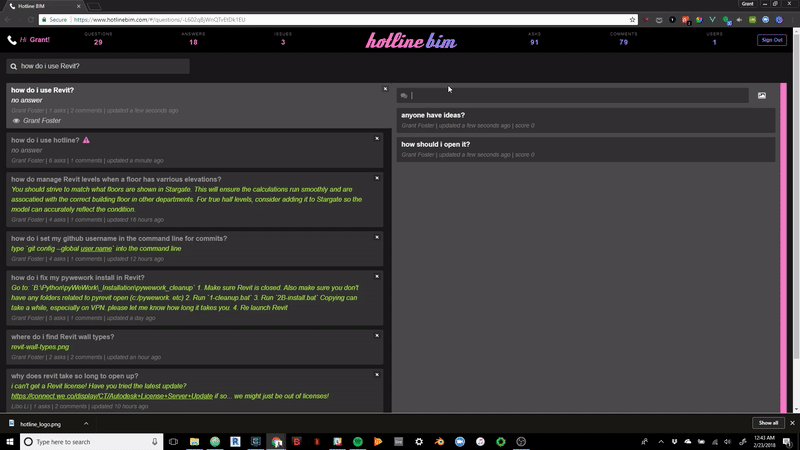 Hotline BIM
Grant
Secure | https://www.hotlinebim.com/#/questions/-L602q8jWnQTvEtDk1EU
Hi Grant!
QUESTIONS
29
ANSWERS
18
ISSUES
3
hotline bim
ASKS
91
COMMENTS
79
USERS
1
Sign Out
how do i use Revit?
how do i use Revit?
no answer
Grant Foster | 1 asks | 2 comments | updated a few seconds ago
Grant Foster
how do i use hotline?
no answer
Grant Foster | 6 asks | 1 comments | updated a minute ago
how do manage Revit levels when a floor has varrious elevations?
You should strive to match what floors are shown in Stargate. This will ensure the calculations run smoothly and are
assocatied with the correct building floor in other departments. For true half levels, consider adding it to Stargate so
the model can accurately reflect the condition.
Grant Foster | 4 asks | 1 comments | updated 16 hours ago
how do i set my github username in the command line for commits?
type `git config --global user.name` into the command line
Grant Foster | 4 asks | 1 comments | updated 12 hours ago
how do i fix my pywework install in Revit?
Go to `B:\Python\pyWeWork\_Installation\pywework_cleanup` 1. Make sure Revit is closed. Also make sure you don't
have any folders related to pyrevit open (c:/pywework. etc) 2. Run `1-cleanup.bat` 3. Run `2B-install.bat` Copying can
take a while, especially on VPN. please let me know how long it takes you. 4. Re launch Revit
Grant Foster | 5 asks | 1 comments | updated a day ago
where do i find Revit wall types?
revit-wall-types.png
Grant Foster | 2 asks | 2 comments | updated an hour ago
why does revit take so long to open up?
i can't get a Revit license! Have you tried the latest update?
https://connect.we.co/display/CT/Autodesk+License+Server+Update if so... we might just be out of licenses!
Libo Li | 1 asks | 2 comments | updated 10 hours ago
anyone have ideas?
Grant Foster | updated a few seconds ago | score 0
how should i open it?
Grant Foster | updated a few seconds ago | score 0
hotline_logo.png
Show all
Type here to search
12:43 AM
2/23/2018